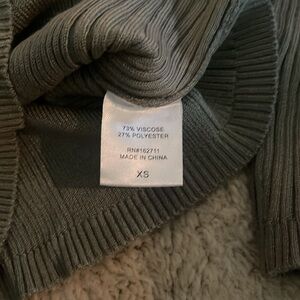 73% VISCOSE
27% POLYESTER
RN#162711
MADE IN CHINA
XS